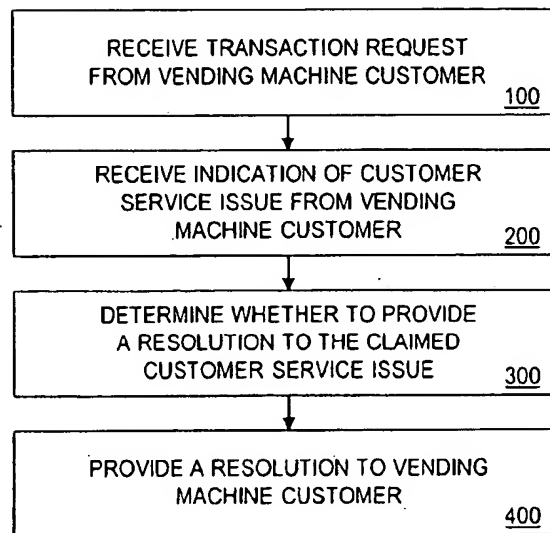 RECEIVE TRANSACTION REQUEST
FROM VENDING MACHINE CUSTOMER
100
RECEIVE INDICATION OF CUSTOMER
SERVICE ISSUE FROM VENDING
MACHINE CUSTOMER
200
DETERMINE WHETHER TO PROVIDE
A RESOLUTION TO THE CLAIMED
CUSTOMER SERVICE ISSUE
300
PROVIDE A RESOLUTION TO VENDING
MACHINE CUSTOMER
400